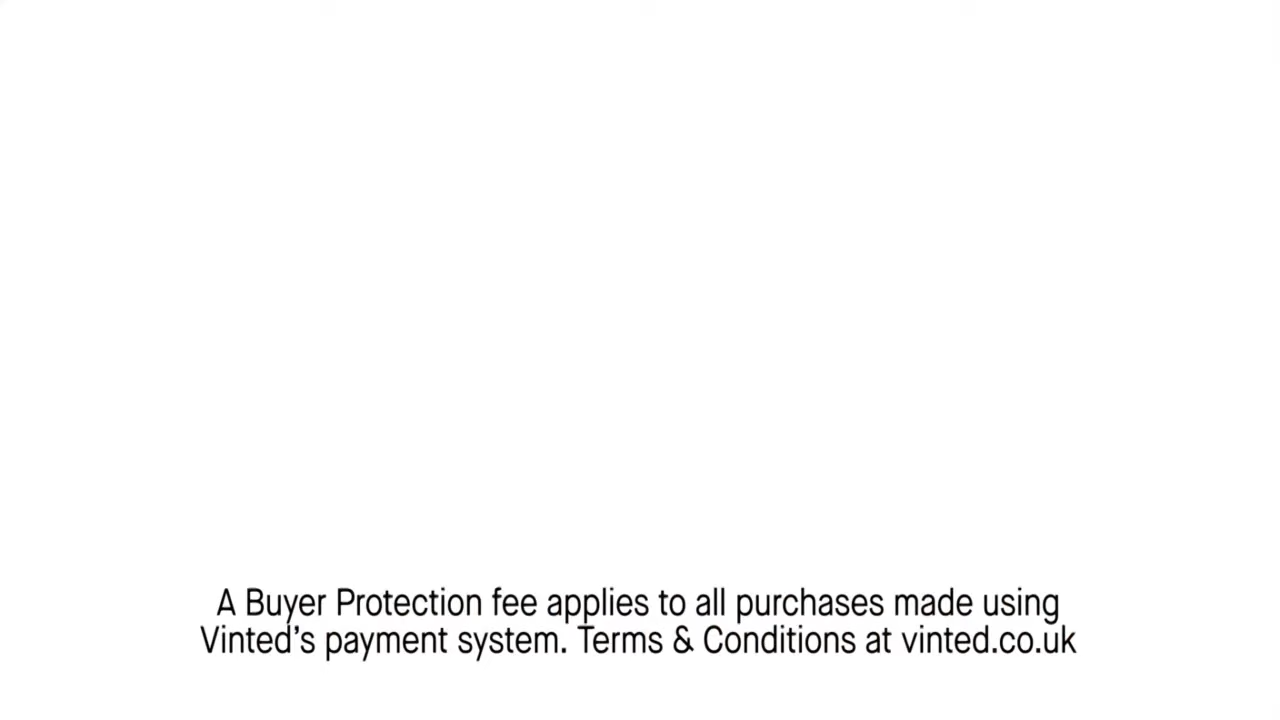 A Buyer Protection fee applies to all purchases made using
Vinted’s payment system. Terms & Conditions at vinted.co.uk